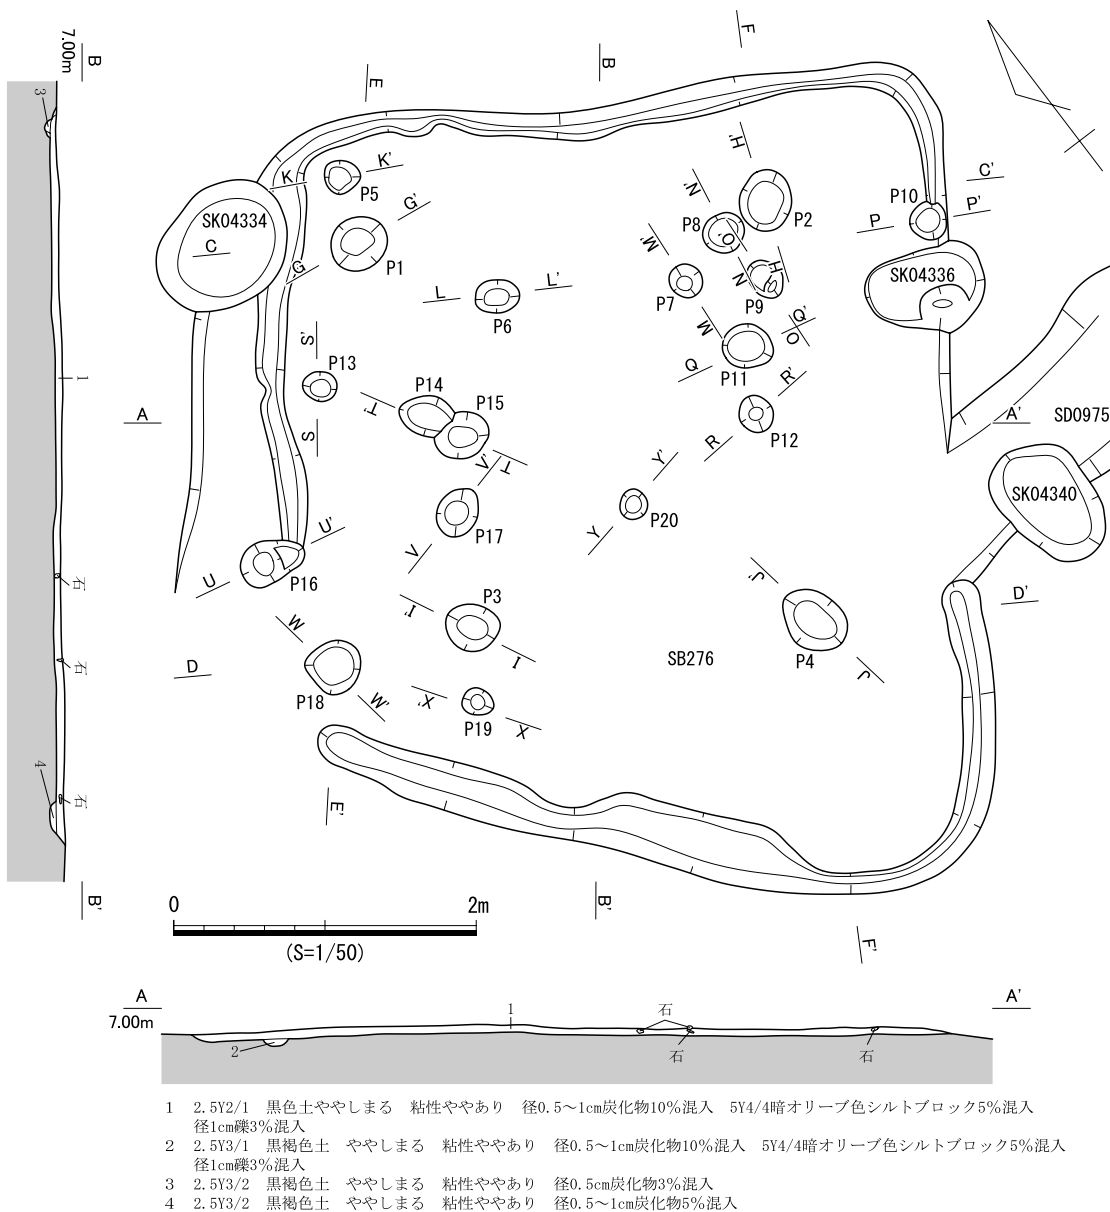 7.00m
B
B
F
E
3
K
K'
P5
G'
H'
N'
P2
P8
O'
P10
C'
P
P'
SK04334
C
G
P1
M'
N
H
P9
SK04336
P7
L
L'
P6
M
Q'
O
S'
P13
Q
P11
R'
1
T'
P14
P15
P12
A
A'
SD0975
S
V'
T
R
Y'
SK04340
P17
P20
Y
U'
V
石
U
P16
J'
D'
W
I'
P3
I
石
D
SB276
P4
J
P18
W'
X'
P19
X
4
石
E'
B'
B'
0
2m
(S=1/50)
F'
A
7.00m
1
石
A'
2
石
石
1 2.5Y2/1 黒色土ややしまる 粘性ややあり 径0.5～1cm炭化物10%混入 5Y4/4暗オリーブ色シルトブロック5%混入
径1cm礫3%混入
2 2.5Y3/1 黒褐色土 ややしまる 粘性ややあり 径0.5～1cm炭化物10%混入 5Y4/4暗オリーブ色シルトブロック5%混入
径1cm礫3%混入
3 2.5Y3/2 黒褐色土 ややしまる 粘性ややあり 径0.5cm炭化物3%混入
4 2.5Y3/2 黒褐色土 ややしまる 粘性ややあり 径0.5～1cm炭化物5%混入